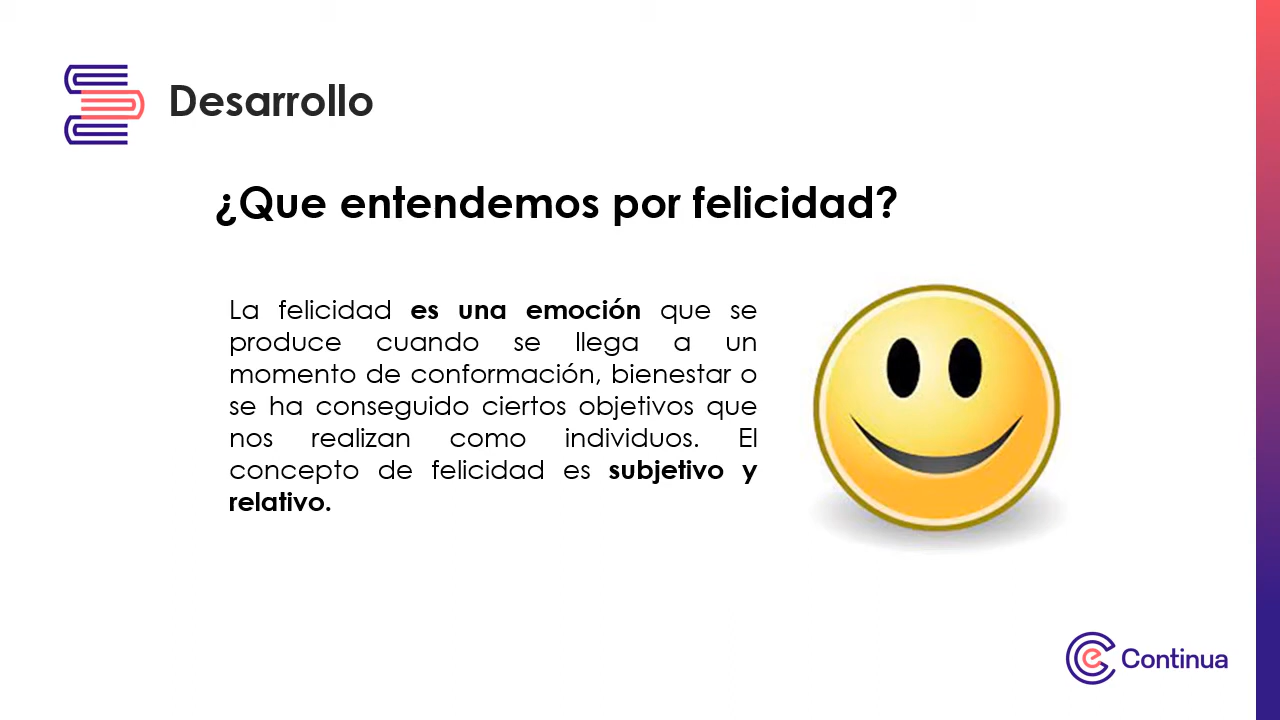 Desarrollo
¿Que entendemos por felicidad?
La felicidad es una emoción que se
produce cuando se llega a un
momento de conformación, bienestar o
se ha conseguido ciertos objetivos que
nos realizan como individuos. El
concepto de felicidad es subjetivo y
relativo.
e Continua